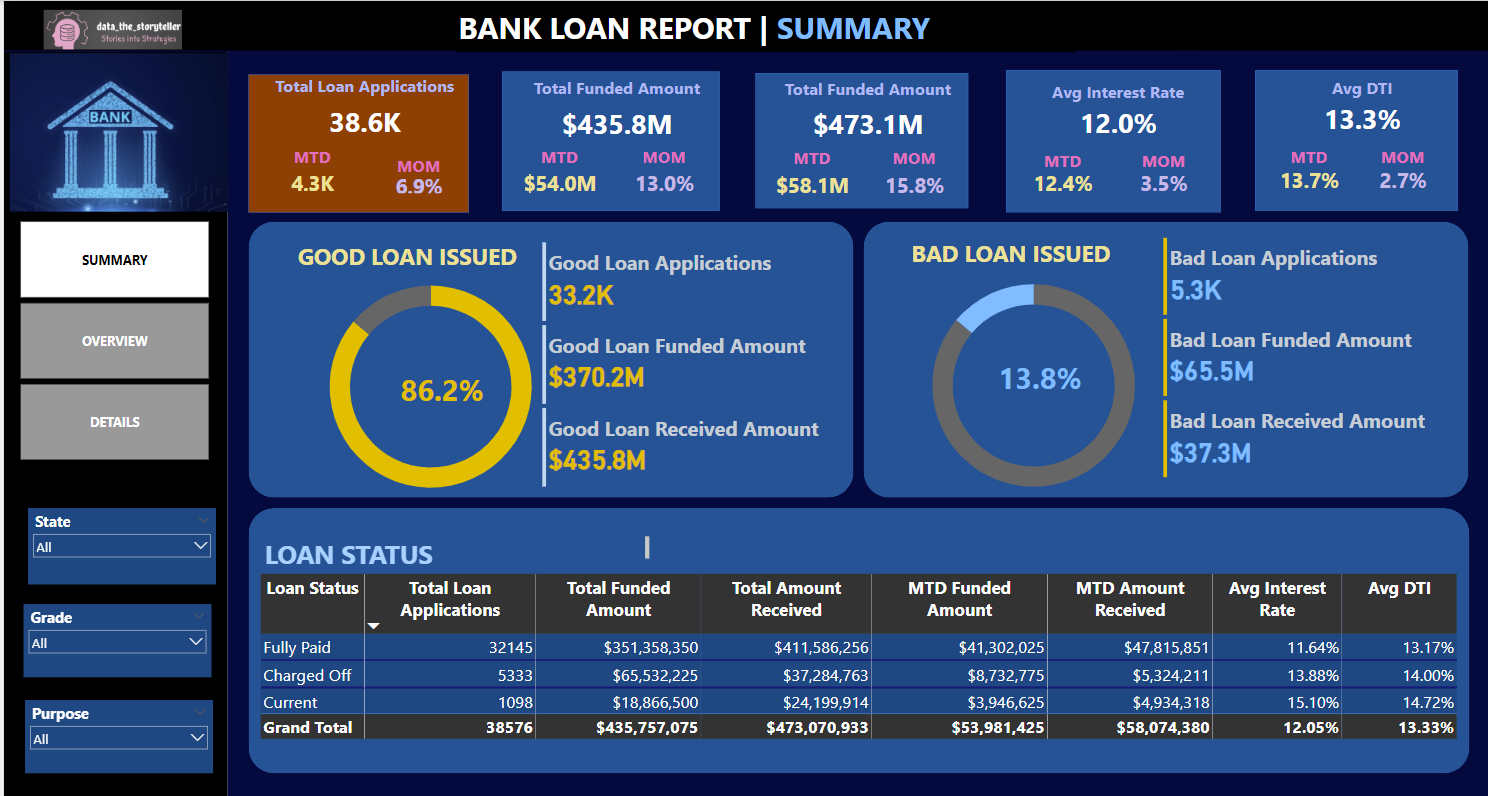 data_the_storyteller
Stories into Strategies
BANK LOAN REPORT | SUMMARY
BANK
SUMMARY
OVERVIEW
DETAILS
State
All
Grade
All
Purpose
All
Total Loan Applications
38.6K
MTD MOM
4.3K 6.9%
Total Funded Amount
$435.8M
MTD MOM
$54.0M 13.0%
Total Funded Amount
$473.1M
MTD MOM
$58.1M 15.8%
Avg Interest Rate
12.0%
MTD MOM
12.4% 3.5%
Avg DTI
13.3%
MTD MOM
13.7% 2.7%
GOOD LOAN ISSUED
86.2%
Good Loan Applications
33.2K
Good Loan Funded Amount
$370.2M
Good Loan Received Amount
$435.8M
BAD LOAN ISSUED
13.8%
Bad Loan Applications
5.3K
Bad Loan Funded Amount
$65.5M
Bad Loan Received Amount
$37.3M
LOAN STATUS
Loan Status Total Loan Total Funded Total Amount MTD Funded MTD Amount Avg Interest Avg DTI
Applications Amount Received Amount Received Rate
Fully Paid 32145 $351,358,350 $411,586,256 $41,302,025 $47,815,851 11.64% 13.17%
Charged Off 5333 $65,532,225 $37,284,763 $8,732,775 $5,324,211 13.88% 14.00%
Current 1098 $18,866,500 $24,199,914 $3,946,625 $4,934,318 15.10% 14.72%
Grand Total 38576 $435,757,075 $473,070,933 $53,981,425 $58,074,380 12.05% 13.33%